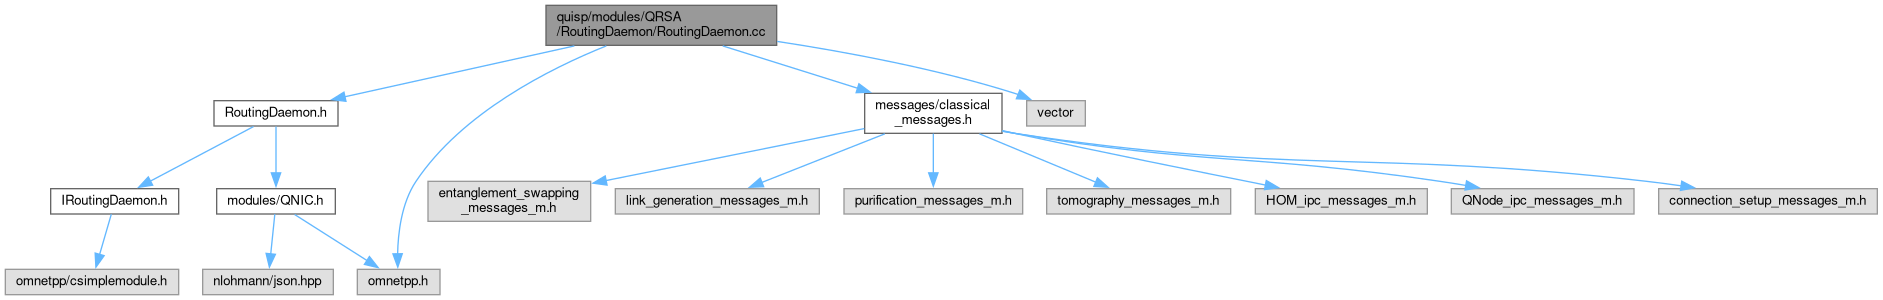 quisp/modules/QRSA
/RoutingDaemon/RoutingDaemon.cc
RoutingDaemon.h
messages/classical
_messages.h
vector
IRoutingDaemon.h
modules/QNIC.h
entanglement_swapping
_messages_m.h
link_generation_messages_m.h
purification_messages_m.h
tomography_messages_m.h
HOM_ipc_messages_m.h
QNode_ipc_messages_m.h
connection_setup_messages_m.h
omnetpp/csimplemodule.h
nlohmann/json.hpp
omnetpp.h